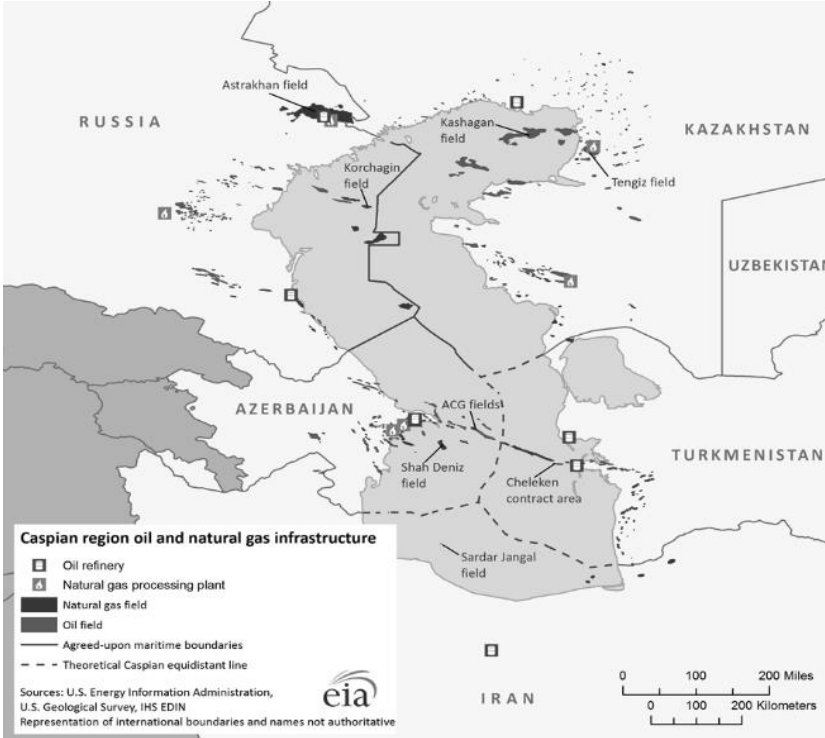 Astrakhan field
RUSSIA
Kashagan
field
KAZAKHSTAN
Korchagin
field
Tengiz field
UZBEKISTAN
AZERBAIJAN
ACG fields
TURKMENISTAN
Shah Deniz
field
Cheleken
contract area
Sardar Jangal
field
IRAN
Caspian region oil and natural gas infrastructure
Oil refinery
Natural gas processing plant
Natural gas field
Oil field
Agreed-upon maritime boundaries
Theoretical Caspian equidistant line
Sources: U.S. Energy Information Administration,
U.S. Geological Survey, IHS EDIN
Representation of international boundaries and names not authoritative
eia
0 100 200 Miles
0 100 200 Kilometers